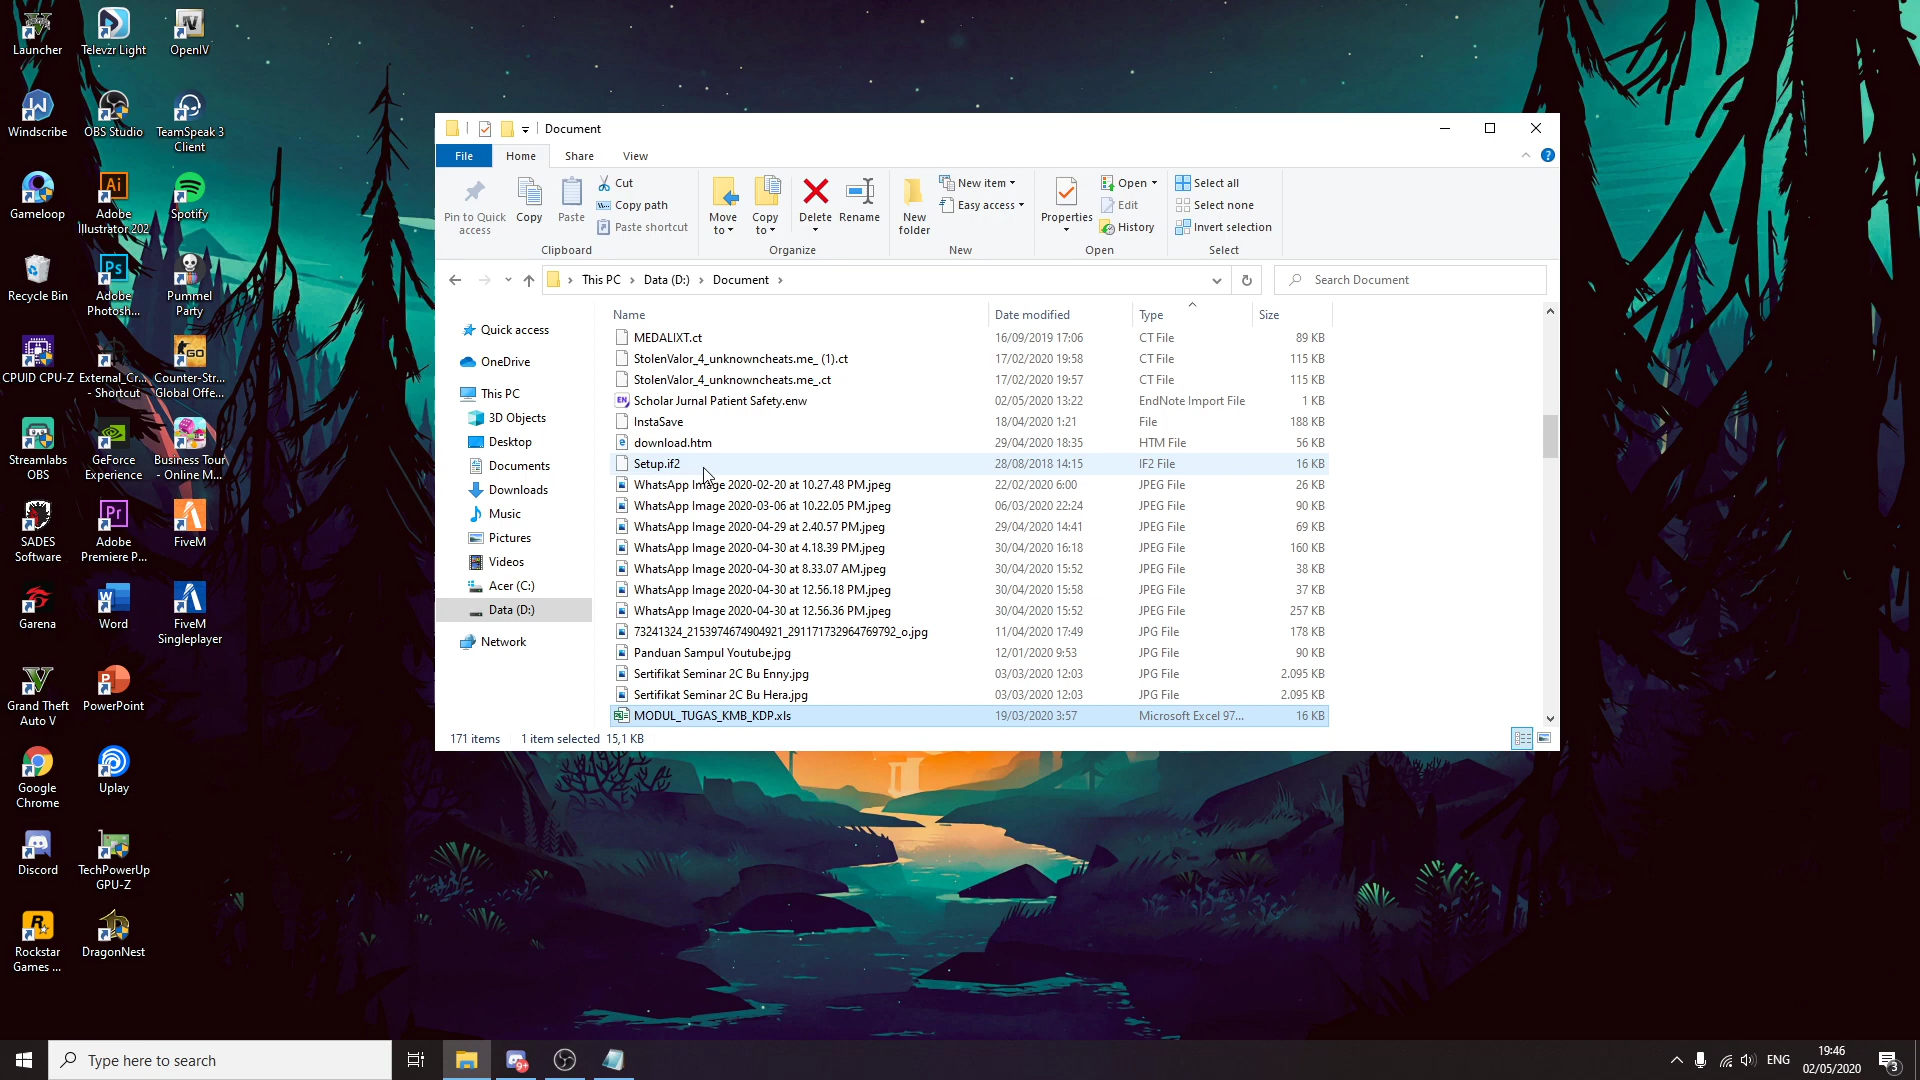 Launcher
Televzr Light
OpenIV
Windscribe
OBS Studio
TeamSpeak 3
Client
Gameloop
Adobe
Illustrator 202
Spotify
Recycle Bin
Adobe
Photosh...
Pummel
Party
CPUID CPU-Z
External_Cr...
- Shortcut
Counter-Str...
Global Offe...
Streamlabs
OBS
GeForce
Experience
Business Tour
- Online M...
SADES
Software
Adobe
Premiere P...
FiveM
Garena
Word
FiveM
Singleplayer
Grand Theft
Auto V
PowerPoint
Google
Chrome
Uplay
Discord
TechPowerUp
GPU-Z
Rockstar
Games ...
DragonNest
Document
File Home Share View
Pin to Quick
access
Copy
Paste
Cut
Copy path
Paste shortcut
Clipboard
Move
to
Copy
to
Delete
Rename
Organize
New
folder
New item
Easy access
New
Properties
Open
Edit
History
Open
Select all
Select none
Invert selection
Select
This PC Data (D:) Document
Search Document
Quick access
OneDrive
This PC
3D Objects
Desktop
Documents
Downloads
Music
Pictures
Videos
Acer (C:)
Data (D:)
Network
Name Date modified Type Size
MEDALIXT.ct 16/09/2019 17:06 CT File 89 KB
StolenValor_4_unknowncheats.me_ (1).ct 17/02/2020 19:58 CT File 115 KB
StolenValor_4_unknowncheats.me_.ct 17/02/2020 19:57 CT File 115 KB
Scholar Jurnal Patient Safety.enw 02/05/2020 13:22 EndNote Import File 1 KB
InstaSave 18/04/2020 1:21 File 188 KB
download.htm 29/04/2020 18:35 HTM File 56 KB
Setup.if2 28/08/2018 14:15 IF2 File 16 KB
WhatsApp Image 2020-02-20 at 10.27.48 PM.jpeg 22/02/2020 6:00 JPEG File 26 KB
WhatsApp Image 2020-03-06 at 10.22.05 PM.jpeg 06/03/2020 22:24 JPEG File 90 KB
WhatsApp Image 2020-04-29 at 2.40.57 PM.jpeg 29/04/2020 14:41 JPEG File 69 KB
WhatsApp Image 2020-04-30 at 4.18.39 PM.jpeg 30/04/2020 16:18 JPEG File 160 KB
WhatsApp Image 2020-04-30 at 8.33.07 AM.jpeg 30/04/2020 15:52 JPEG File 38 KB
WhatsApp Image 2020-04-30 at 12.56.18 PM.jpeg 30/04/2020 15:58 JPEG File 37 KB
WhatsApp Image 2020-04-30 at 12.56.36 PM.jpeg 30/04/2020 15:52 JPEG File 257 KB
73241324_2153974674904921_291171732964769792_o.jpg 11/04/2020 17:49 JPG File 178 KB
Panduan Sampul Youtube.jpg 12/01/2020 9:53 JPG File 90 KB
Sertifikat Seminar 2C Bu Enny.jpg 03/03/2020 12:03 JPG File 2.095 KB
Sertifikat Seminar 2C Bu Hera.jpg 03/03/2020 12:03 JPG File 2.095 KB
MODUL_TUGAS_KMB_KDP.xls 19/03/2020 3:57 Microsoft Excel 97... 16 KB
171 items 1 item selected 15,1 KB
Type here to search
ENG
19:46
02/05/2020
3